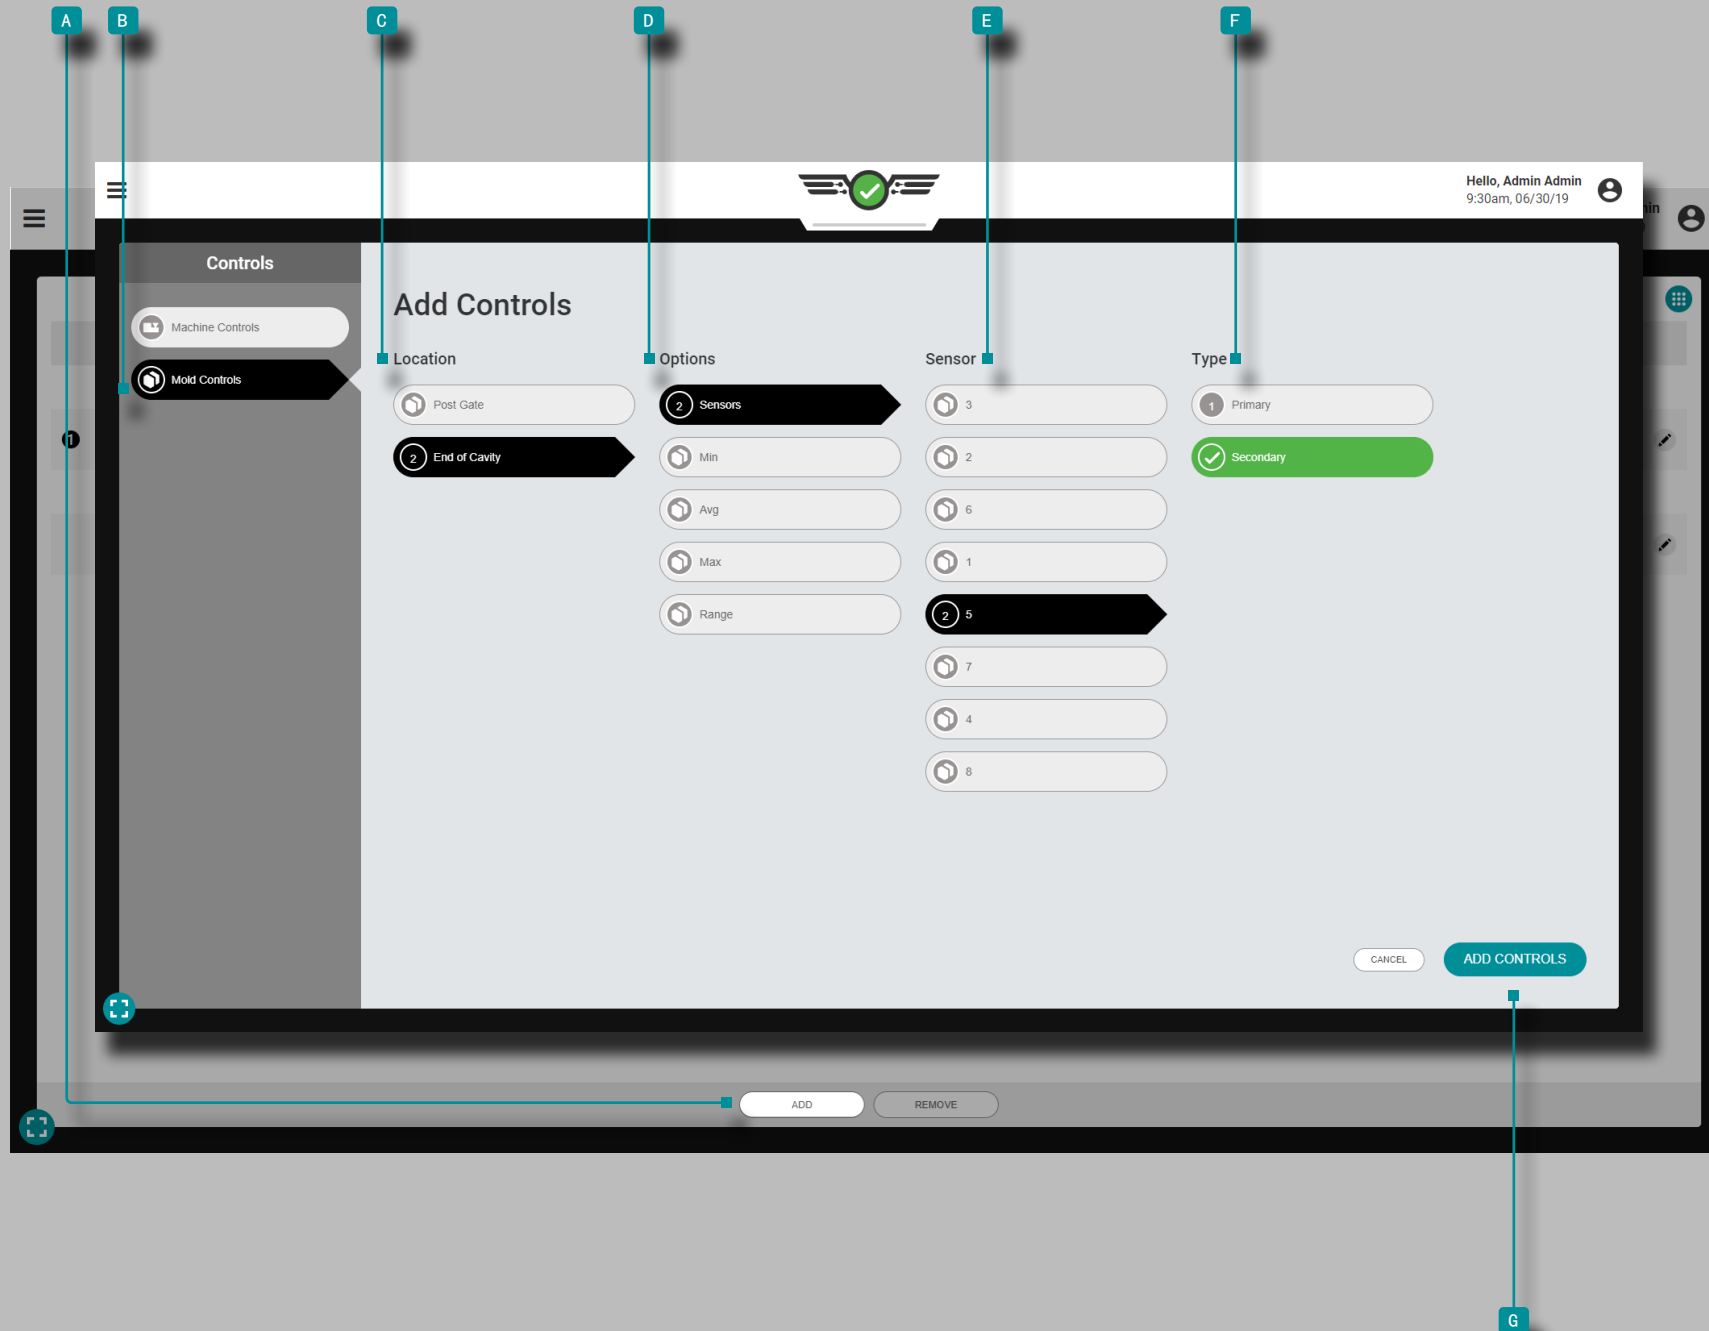 A B C D E F
Hello, Admin Admin
9:30am, 06/30/19
Controls
Machine Controls
Mold Controls
Add Controls
Location
Post Gate
2 End of Cavity
Options
2 Sensors
Min
Avg
Max
Range
Sensor
3
2
6
1
2 5
7
4
8
Type
1 Primary
Secondary
CANCEL
ADD CONTROLS
1
ADD
REMOVE
G